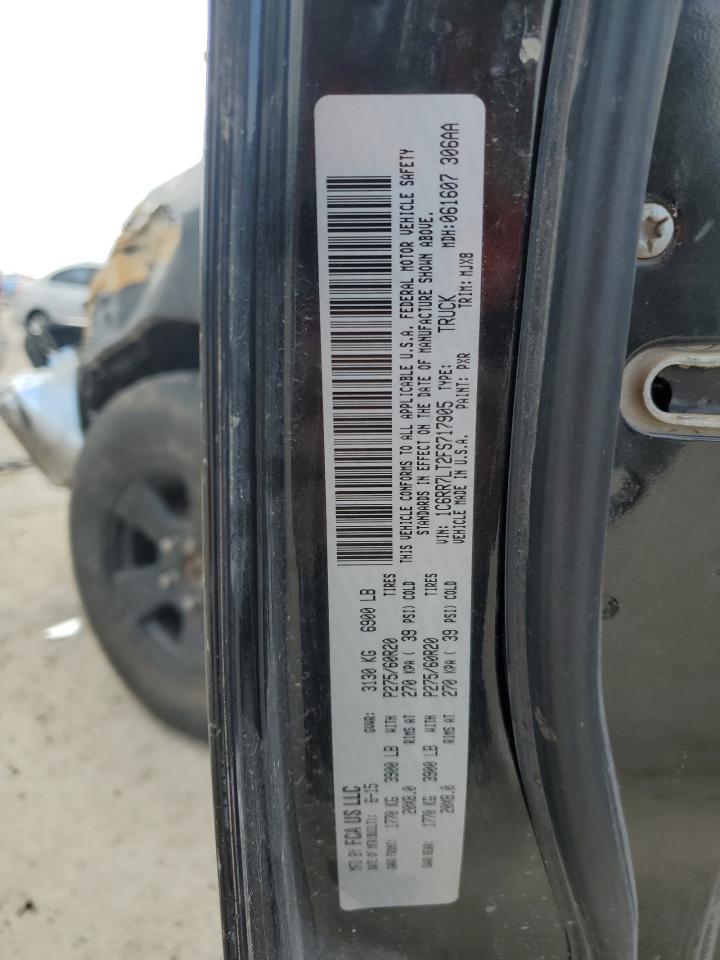 MFD BY FCA US LLC
DATE OF MFR(BUILT): 6-15 GVWR: 3130 KG 6900 LB
GAWR FRONT: 1770 KG 3900 LB WITH P275/60R20 TIRES
20X8.0 RIMS AT 270 KPA ( 39 PSI) COLD
GAWR REAR: 1770 KG 3900 LB WITH P275/60R20 TIRES
20X8.0 RIMS AT 270 KPA ( 39 PSI) COLD
THIS VEHICLE CONFORMS TO ALL APPLICABLE U.S.A. FEDERAL MOTOR VEHICLE SAFETY
STANDARDS IN EFFECT ON THE DATE OF MANUFACTURE SHOWN ABOVE.
VIN: 1C6RR7LT2FS717905 TYPE: TRUCK MDH:061607 306AA
VEHICLE MADE IN U.S.A. PAINT: PXR TRIM: MJX8